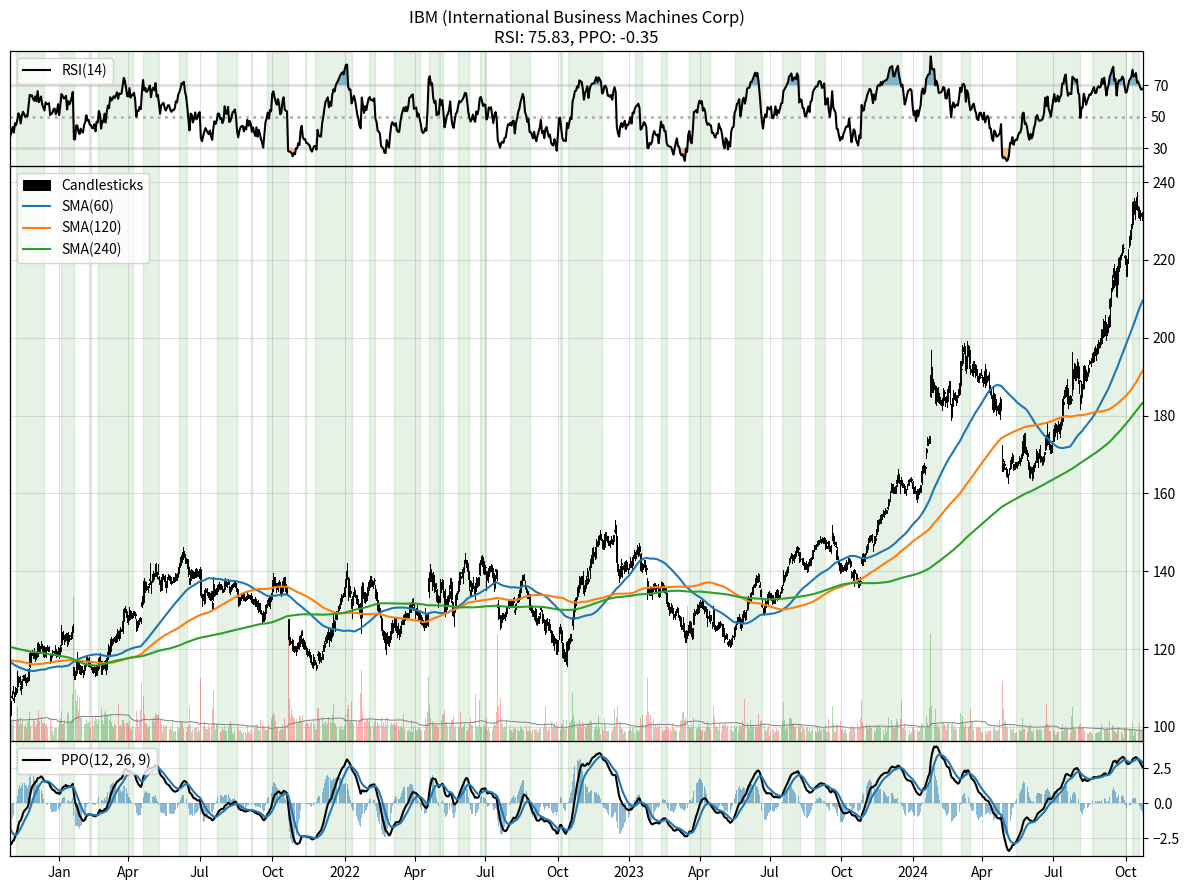 IBM (International Business Machines Corp)
RSI: 75.83, PPO: -0.35
RSI(14)
70
50
30
Candlesticks
SMA(60)
SMA(120)
SMA(240)
240
220
200
180
160
140
120
100
PPO(12, 26, 9)
2.5
0.0
−2.5
Jan Apr Jul Oct 2022 Apr Jul Oct 2023 Apr Jul Oct 2024 Apr Jul Oct